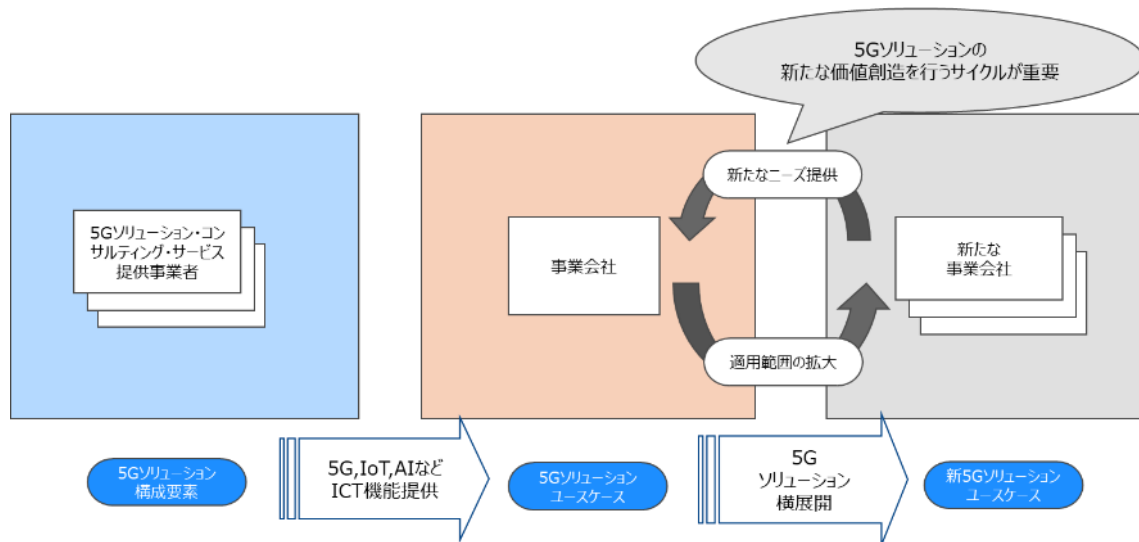 5Gソリューションの
新たな価値創造を行うサイクルが重要
新たなニーズ提供
5Gソリューション・コン
サルティング・サービス
提供事業者
事業会社
新たな
事業会社
適用範囲の拡大
5Gソリューション
構成要素
5G,IoT,AIなど
ICT機能提供
5Gソリューション
ユースケース
5G
ソリューション
横展開
新5Gソリューション
ユースケース